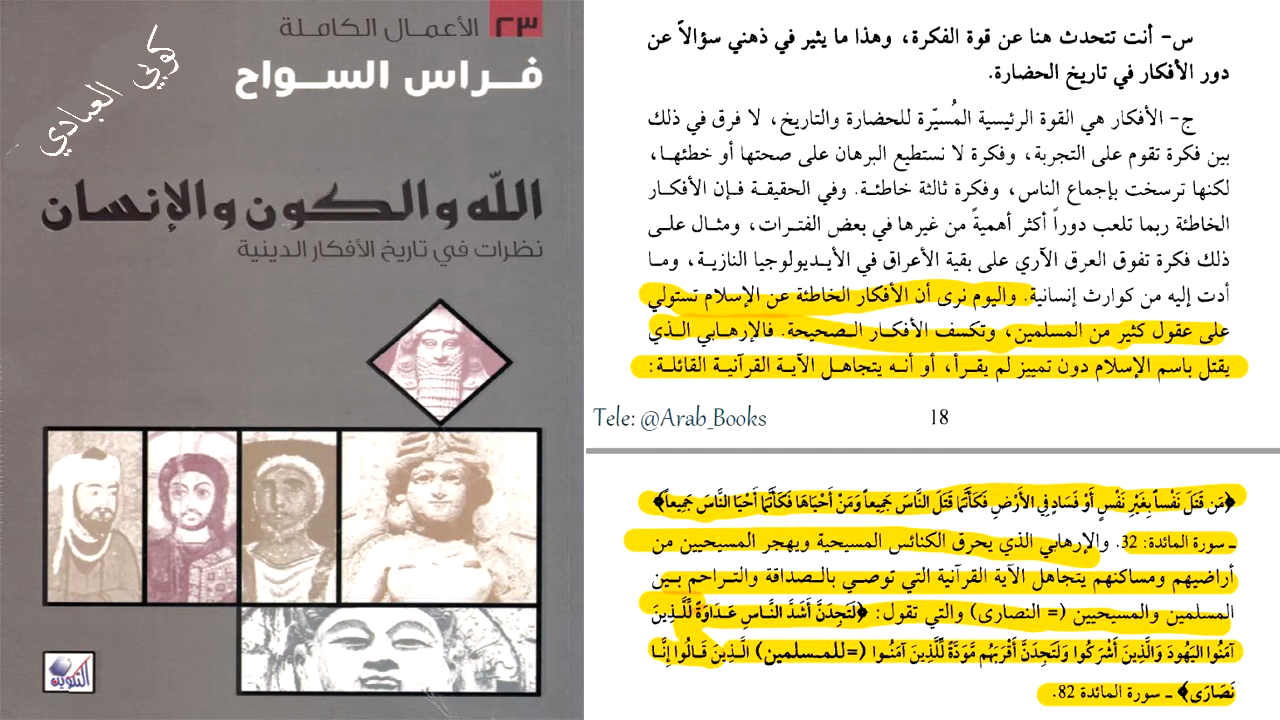 الأعمال الكاملة ٢٣
فراس السواح
كوبي العبادي
الله والكون والإنسان
نظرات في تاريخ الأفكار الدينية
التكوين
س- أنت تتحدث هنا عن قوة الفكرة، وهذا ما يثير في ذهني سؤالاً عن
دور الأفكار في تاريخ الحضارة.
ج- الأفكار هي القوة الرئيسية المُسيّرة للحضارة والتاريخ، لا فرق في ذلك
بين فكرة تقوم على التجربة، وفكرة لا نستطيع البرهان على صحتها أو خطئها،
لكنها ترسخت بإجماع الناس، وفكرة ثالثة خاطئة. وفي الحقيقة فإن الأفكار
الخاطئة ربما تلعب دوراً أكثر أهميةً من غيرها في بعض الفترات، ومثال على
ذلك فكرة تفوق العرق الآري على بقية الأعراق في الأيديولوجيا النازية، وما
أدت إليه من كوارث إنسانية. واليوم نرى أن الأفكار الخاطئة عن الإسلام تستولي
على عقول كثير من المسلمين، وتكسف الأفكار الصحيحة. فالإرهابي الذي
يقتل باسم الإسلام دون تمييز لم يقرأ، أو أنه يتجاهل الآية القرآنية القائلة:
Tele: @Arab_Books
18
﴿مَن قَتَلَ نَفْساً بِغَيْرِ نَفْسٍ أَوْ فَسَادٍ فِي الأَرْضِ فَكَأَنَّمَا قَتَلَ النَّاسَ جَمِيعاً وَمَنْ أَحْيَاهَا فَكَأَنَّمَا أَحْيَا النَّاسَ جَمِيعاً﴾
ـ سورة المائدة: 32. والإرهابي الذي يحرق الكنائس المسيحية ويهجر المسيحيين من
أراضيهم ومساكنهم يتجاهل الآية القرآنية التي توصي بالصداقة والتراحم بين
المسلمين والمسيحيين (= النصارى) والتي تقول: ﴿لَتَجِدَنَّ أَشَدَّ النَّاسِ عَدَاوَةً لِّلَّذِينَ
آمَنُوا اليَهُودَ وَالَّذِينَ أَشْرَكُوا وَلَتَجِدَنَّ أَقْرَبَهُم مَّوَدَّةً لِّلَّذِينَ آمَنُوا (=للمسلمين) الَّذِينَ قَالُوا إِنَّا
نَصَارَى﴾ ـ سورة المائدة 82.